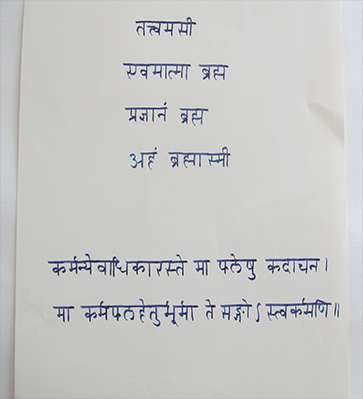 तत्त्वमसी
एवमात्मा ब्रह्म
प्रज्ञानं ब्रह्म
अहं ब्रह्मास्मी
कर्मन्येवाधिकारस्ते मा फलेषु कदाचन।
मा कर्मफलहेतुर्भूर्मा ते सङ्गोऽस्त्वकर्मणि॥